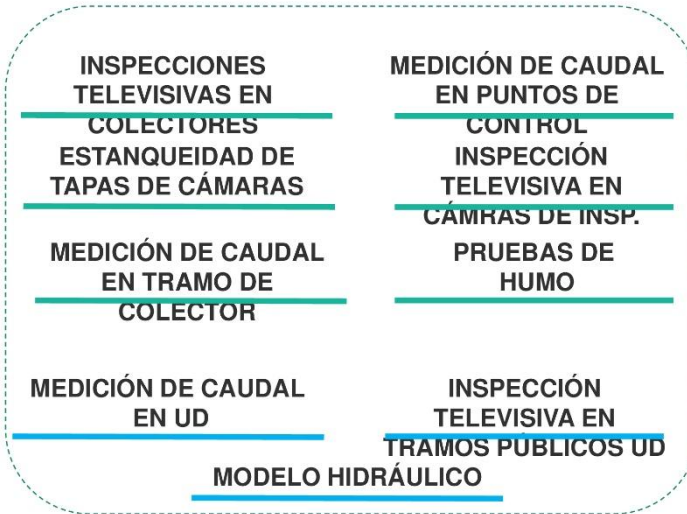 INSPECCIONES
TELEVISIVAS EN
COLECTORES
MEDICIÓN DE CAUDAL
EN PUNTOS DE
CONTROL
ESTANQUEIDAD DE
TAPAS DE CÁMARAS
INSPECCIÓN
TELEVISIVA EN
CÁMRAS DE INSP.
MEDICIÓN DE CAUDAL
EN TRAMO DE
COLECTOR
PRUEBAS DE
HUMO
MEDICIÓN DE CAUDAL
EN UD
INSPECCIÓN
TELEVISIVA EN
TRAMOS PÚBLICOS UD
MODELO HIDRÁULICO